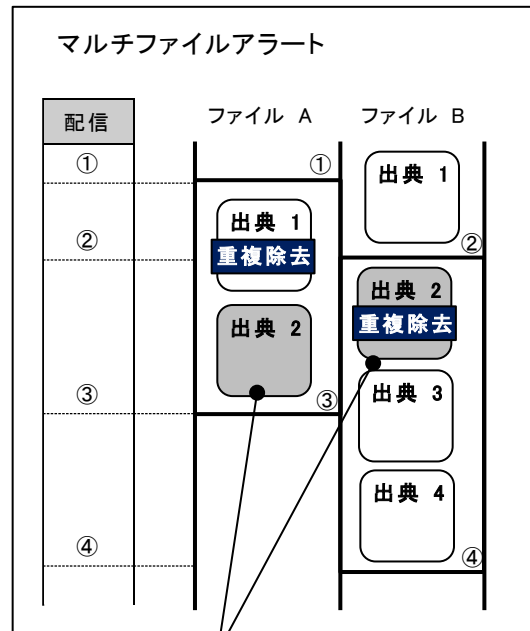 マルチファイルアラート
配信
ファイル A
ファイル B
①
①
出典 1
出典 1
②
重複除去
②
出典 2
出典 2
重複除去
③
③
出典 3
出典 4
④
④